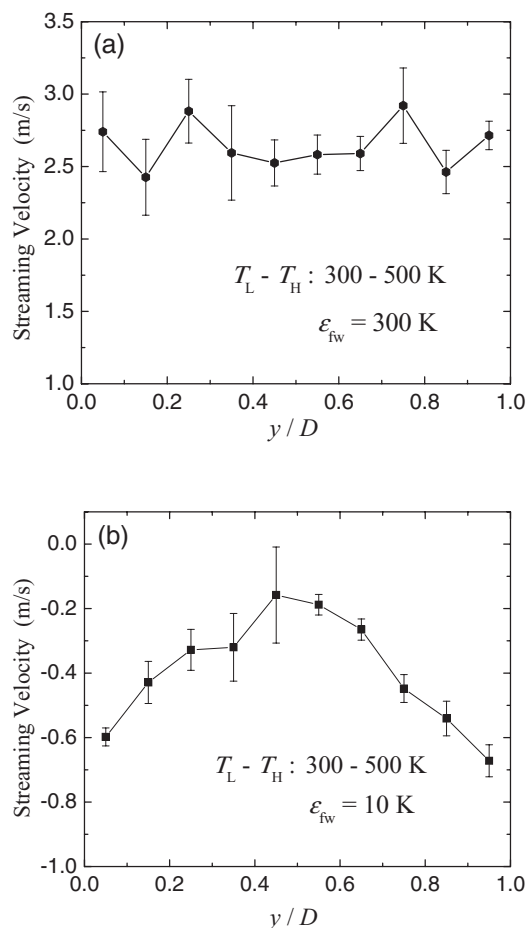 (a)
3.5
3.0
2.5
2.0
1.5
1.0
Streaming Velocity (m/s)
T_L - T_H : 300 - 500 K
ε_fw = 300 K
0.0 0.2 0.4 0.6 0.8 1.0
y / D
(b)
0.0
-0.2
-0.4
-0.6
-0.8
-1.0
Streaming Velocity (m/s)
T_L - T_H : 300 - 500 K
ε_fw = 10 K
0.0 0.2 0.4 0.6 0.8 1.0
y / D